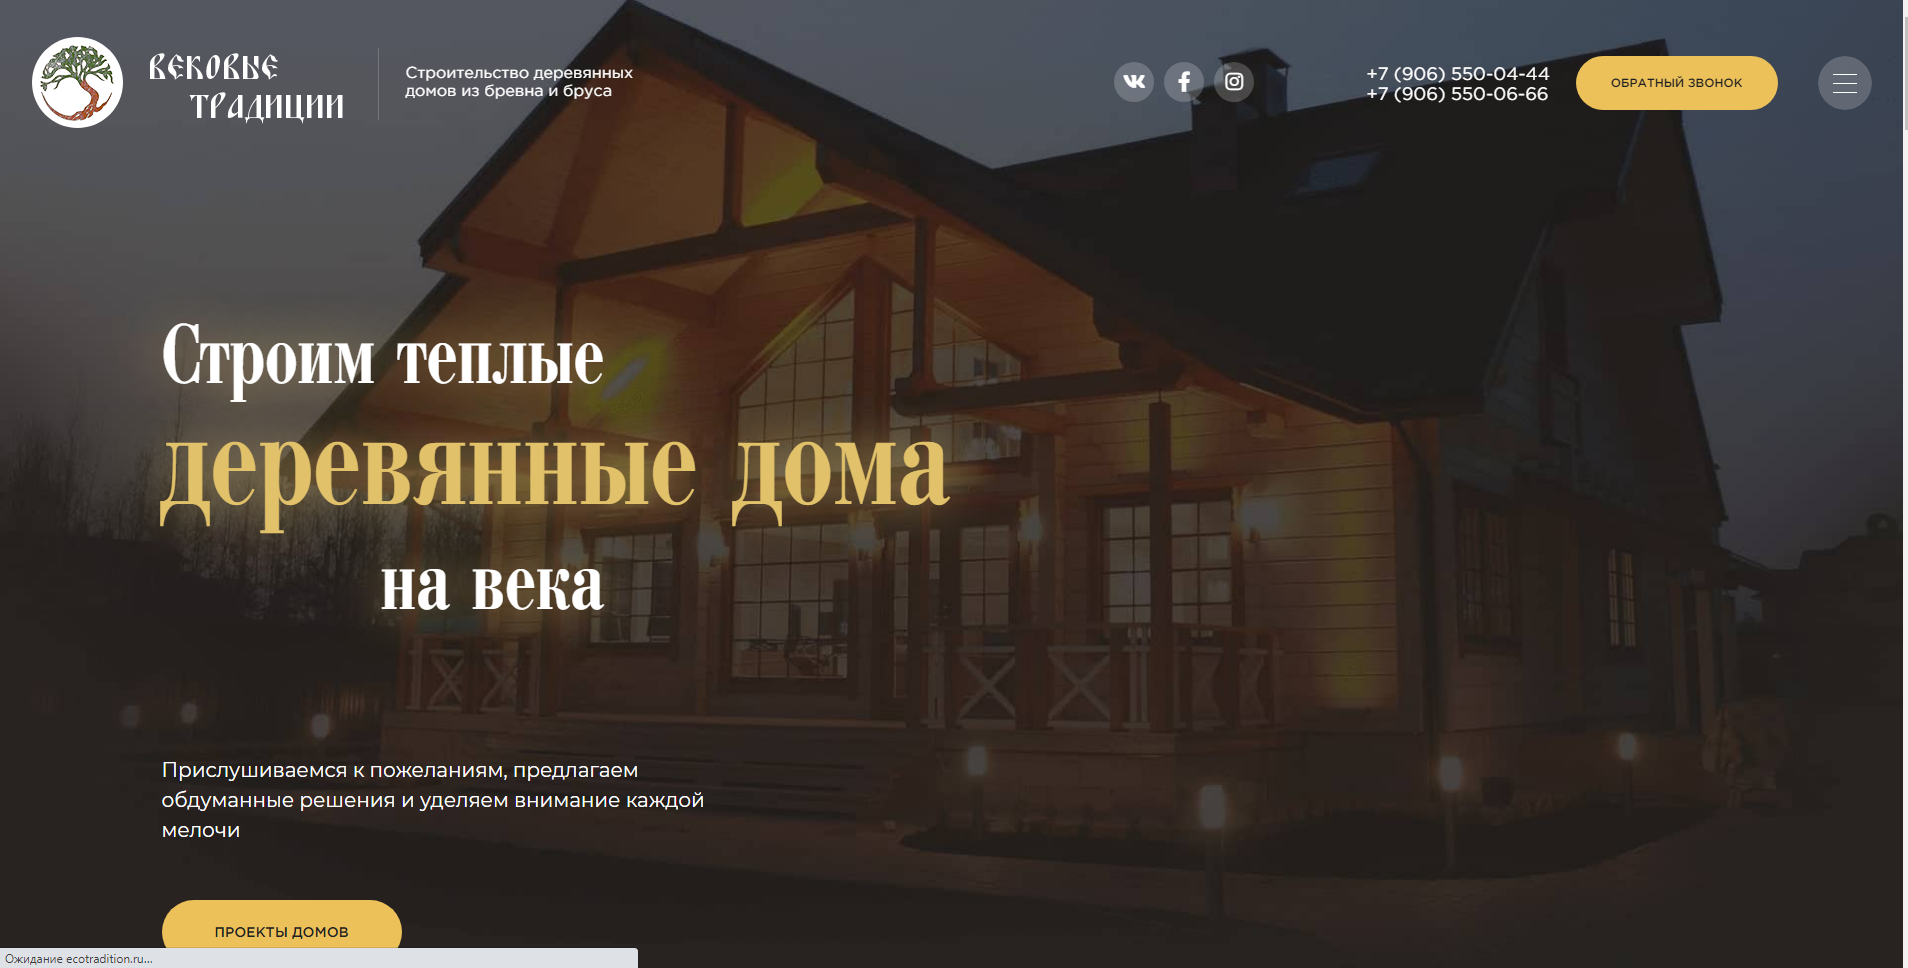 Вековые
традиции
Строительство деревянных
домов из бревна и бруса
+7 (906) 550-04-44
+7 (906) 550-06-66
ОБРАТНЫЙ ЗВОНОК
Строим теплые
деревянные дома
на века
Прислушиваемся к пожеланиям, предлагаем
обдуманные решения и уделяем внимание каждой
мелочи
ПРОЕКТЫ ДОМОВ
Ожидание ecotradition.ru...